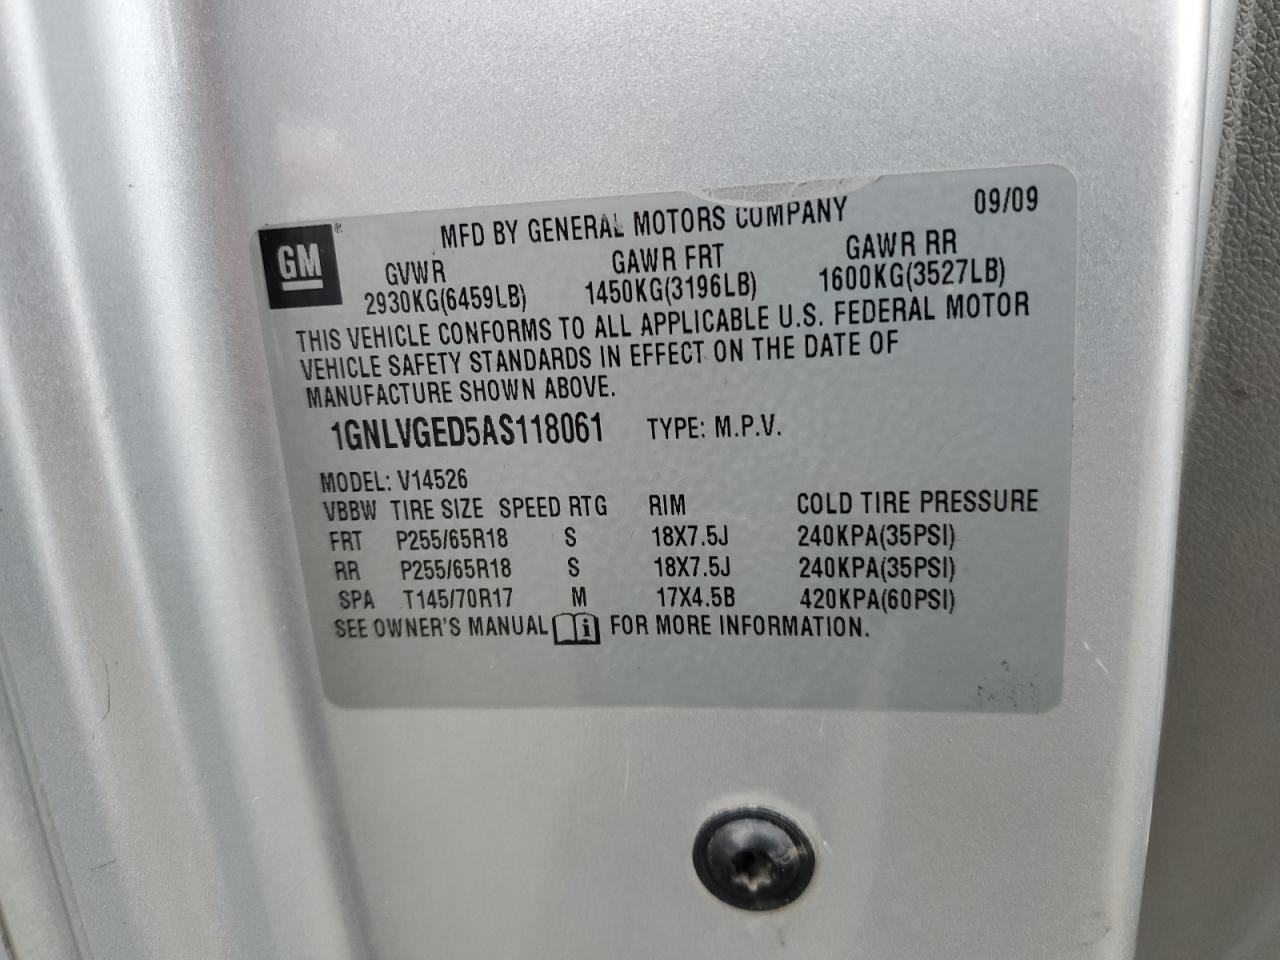 GM
MFD BY GENERAL MOTORS COMPANY 09/09
GVWR GAWR FRT GAWR RR
2930KG(6459LB) 1450KG(3196LB) 1600KG(3527LB)
THIS VEHICLE CONFORMS TO ALL APPLICABLE U.S. FEDERAL MOTOR
VEHICLE SAFETY STANDARDS IN EFFECT ON THE DATE OF
MANUFACTURE SHOWN ABOVE.
1GNLVGED5AS118061 TYPE: M.P.V.
MODEL: V14526
VBBW TIRE SIZE SPEED RTG RIM COLD TIRE PRESSURE
FRT P255/65R18 S 18X7.5J 240KPA(35PSI)
RR P255/65R18 S 18X7.5J 240KPA(35PSI)
SPA T145/70R17 M 17X4.5B 420KPA(60PSI)
SEE OWNER'S MANUAL i FOR MORE INFORMATION.